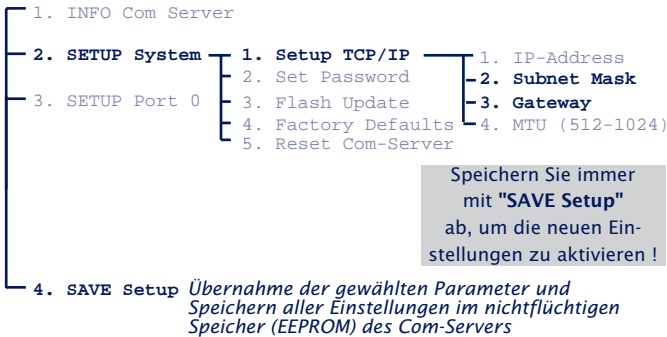 1. INFO Com Server
2. SETUP System 1. Setup TCP/IP 1. IP-Address
2. Set Password 2. Subnet Mask
3. SETUP Port 0 3. Flash Update 3. Gateway
4. Factory Defaults 4. MTU (512-1024)
5. Reset Com-Server
Speichern Sie immer
mit "SAVE Setup"
ab, um die neuen Ein-
stellungen zu aktivieren !
4. SAVE Setup Übernahme der gewählten Parameter und
Speichern aller Einstellungen im nichtflüchtigen
Speicher (EEPROM) des Com-Servers